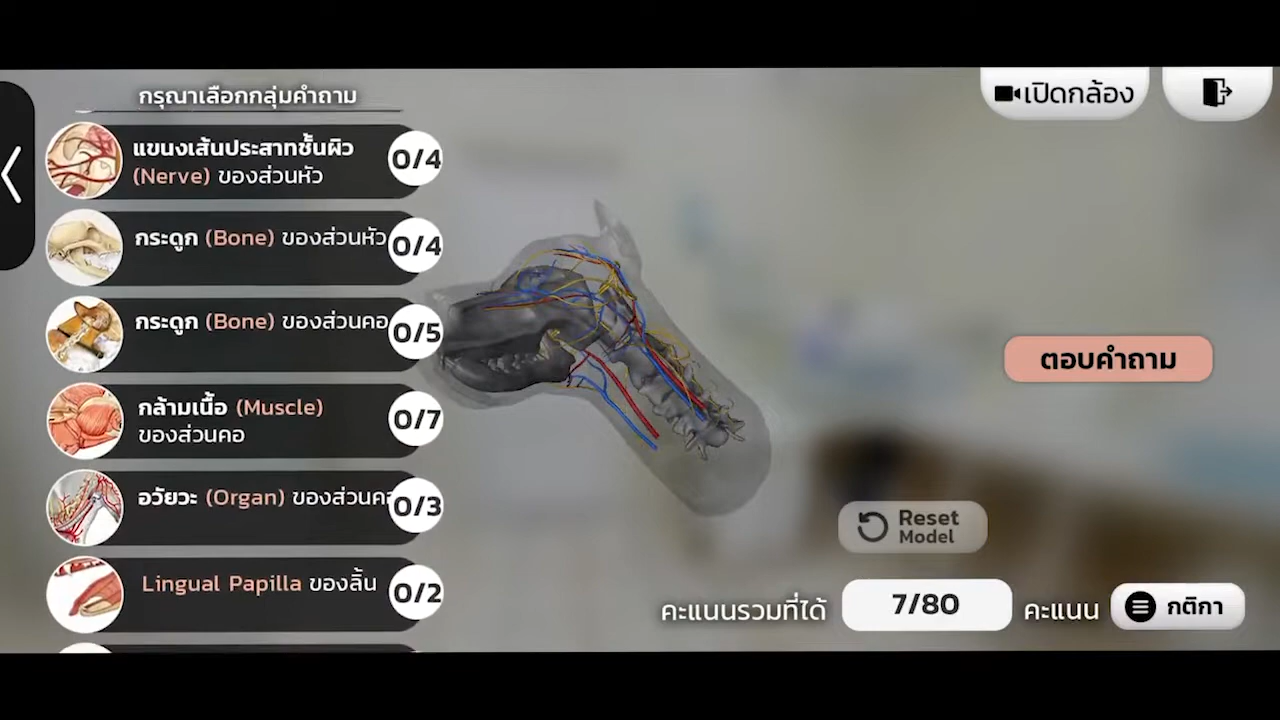 กรุณาเลือกกลุ่มคำถาม
เปิดกล้อง
แขนงเส้นประสาทชั้นผิว
(Nerve) ของส่วนหัว
0/4
กระดูก (Bone) ของส่วนหัว
0/4
กระดูก (Bone) ของส่วนคอ
0/5
กล้ามเนื้อ (Muscle)
ของส่วนคอ
0/7
อวัยวะ (Organ) ของส่วนคอ
0/3
Lingual Papilla ของลิ้น
0/2
ตอบคำถาม
Reset
Model
คะแนนรวมที่ได้ 7/80 คะแนน
กติกา